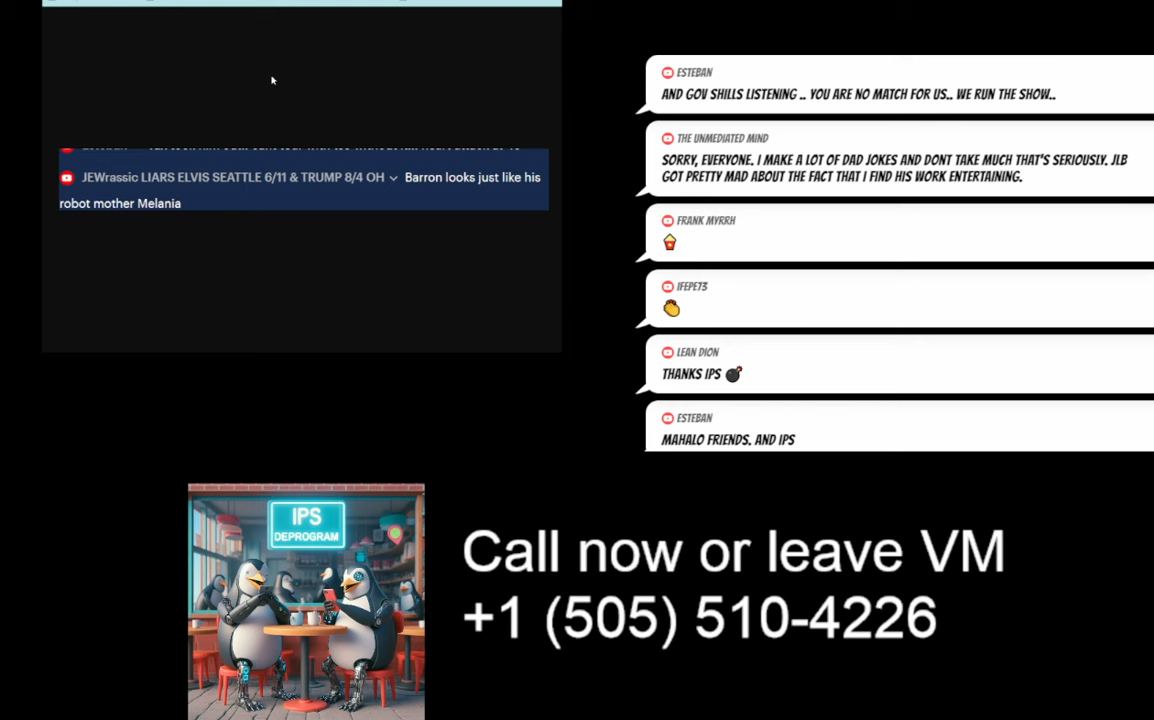 JEWrassic LIARS ELVIS SEATTLE 6/11 & TRUMP 8/4 OH Barron looks just like his
robot mother Melania
ESTEBAN
AND GOV SHILLS LISTENING .. YOU ARE NO MATCH FOR US.. WE RUN THE SHOW..
THE UNMEDIATED MIND
SORRY, EVERYONE. I MAKE A LOT OF DAD JOKES AND DONT TAKE MUCH THAT'S SERIOUSLY. JLB
GOT PRETTY MAD ABOUT THE FACT THAT I FIND HIS WORK ENTERTAINING.
FRANK MYRRH
IFEPE73
LEAN DION
THANKS IPS
ESTEBAN
MAHALO FRIENDS. AND IPS
IPS
DEPROGRAM
Call now or leave VM
+1 (505) 510-4226